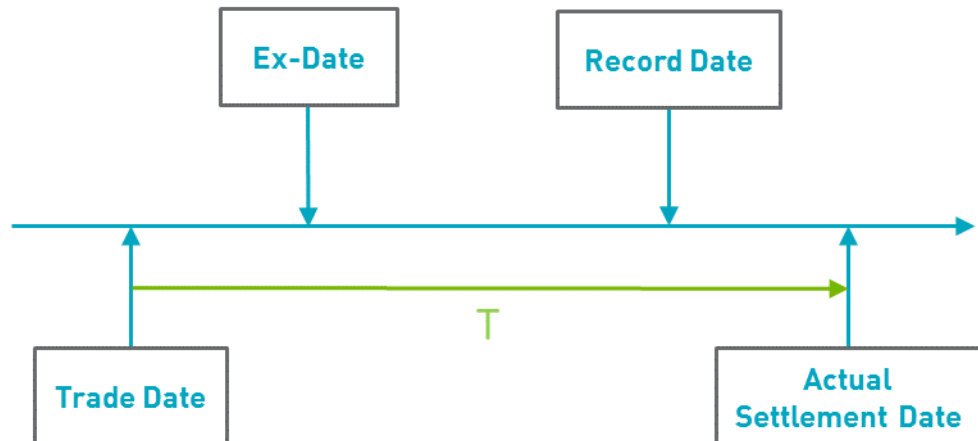 Ex-Date
Record Date
T
Trade Date
Actual
Settlement Date